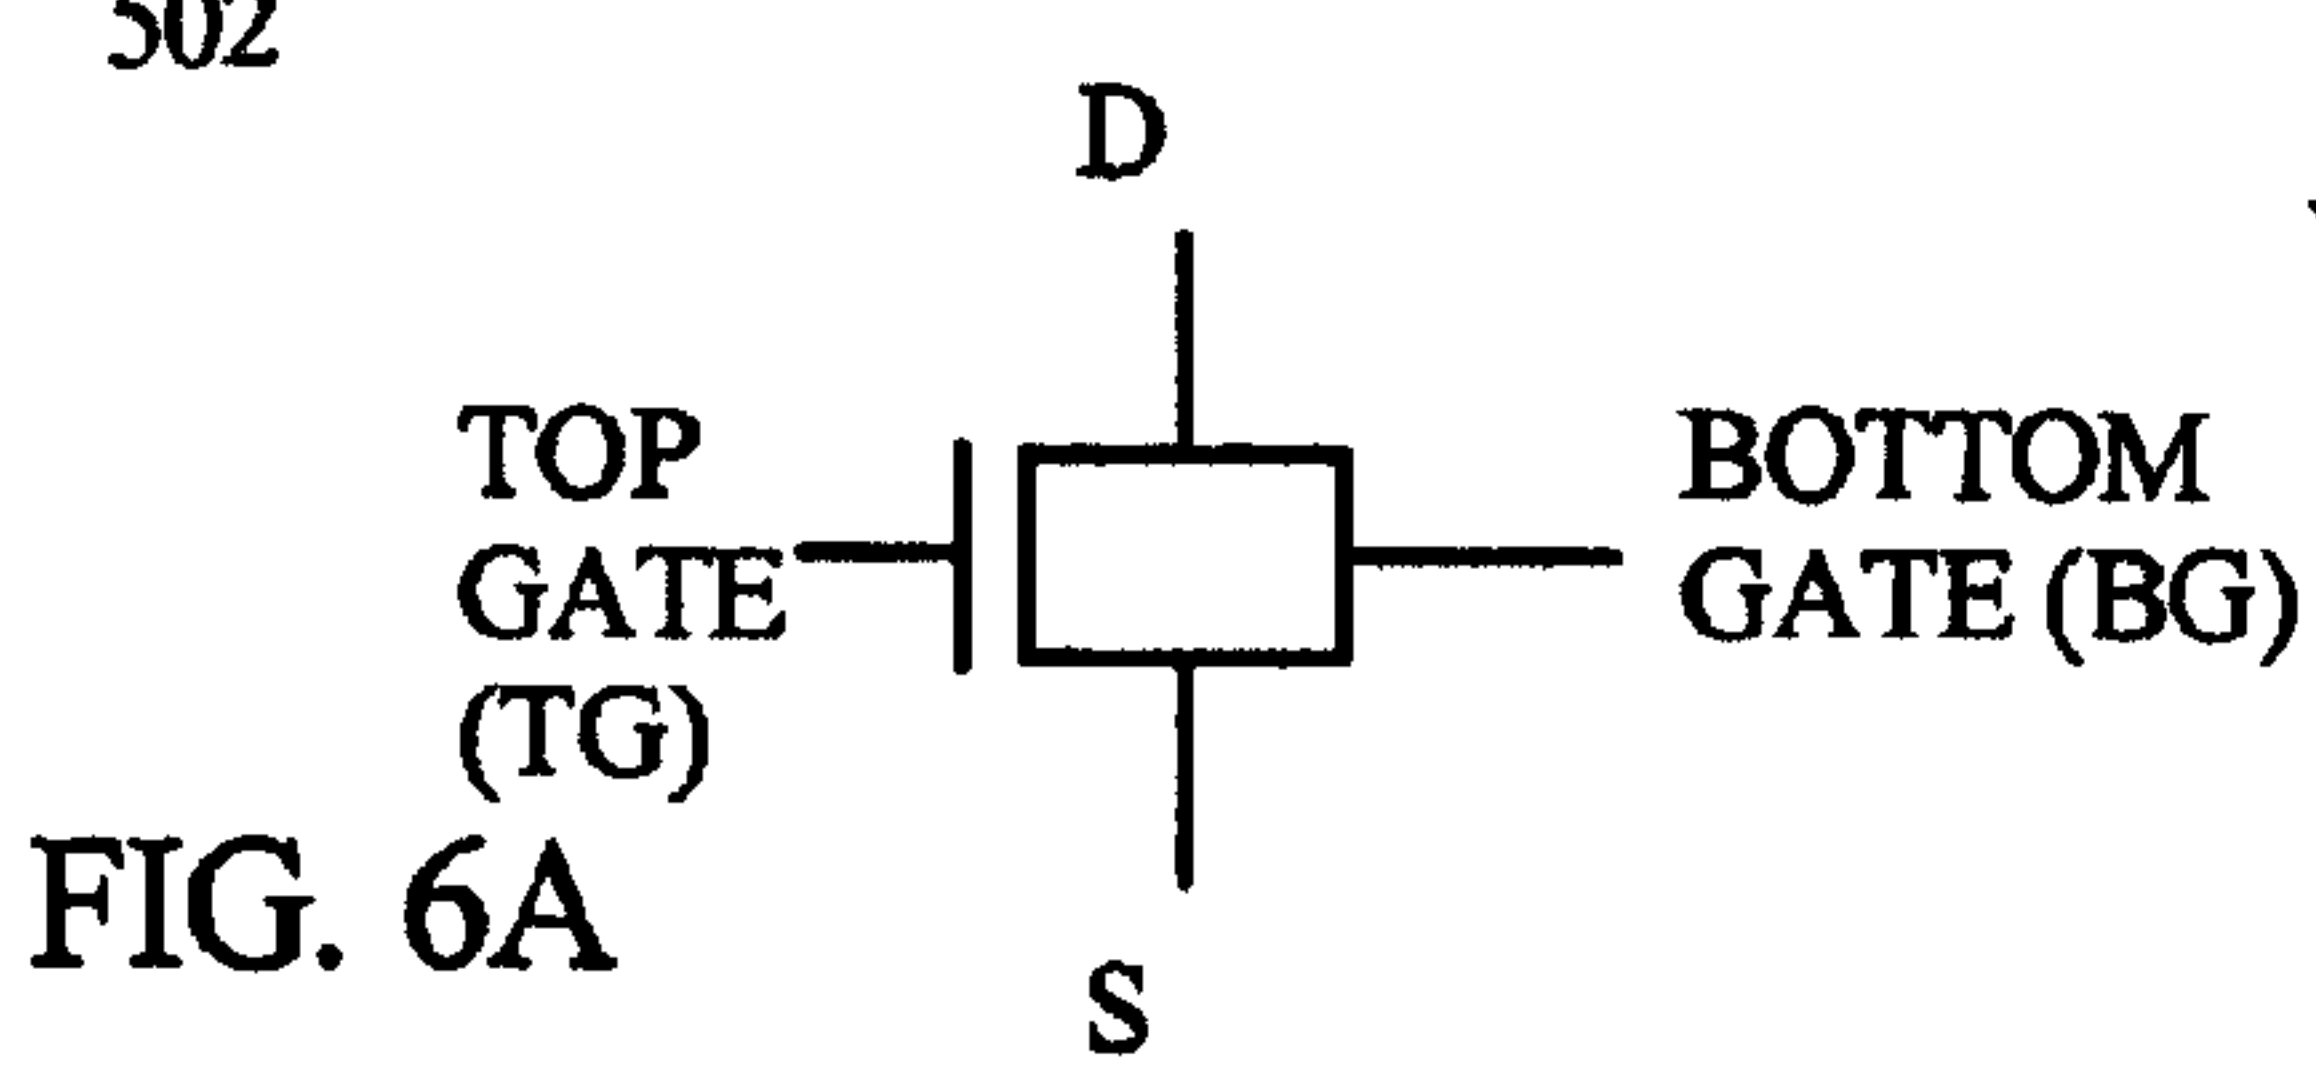 502
D
TOP
GATE
(TG)
BOTTOM
GATE (BG)
FIG. 6A
S